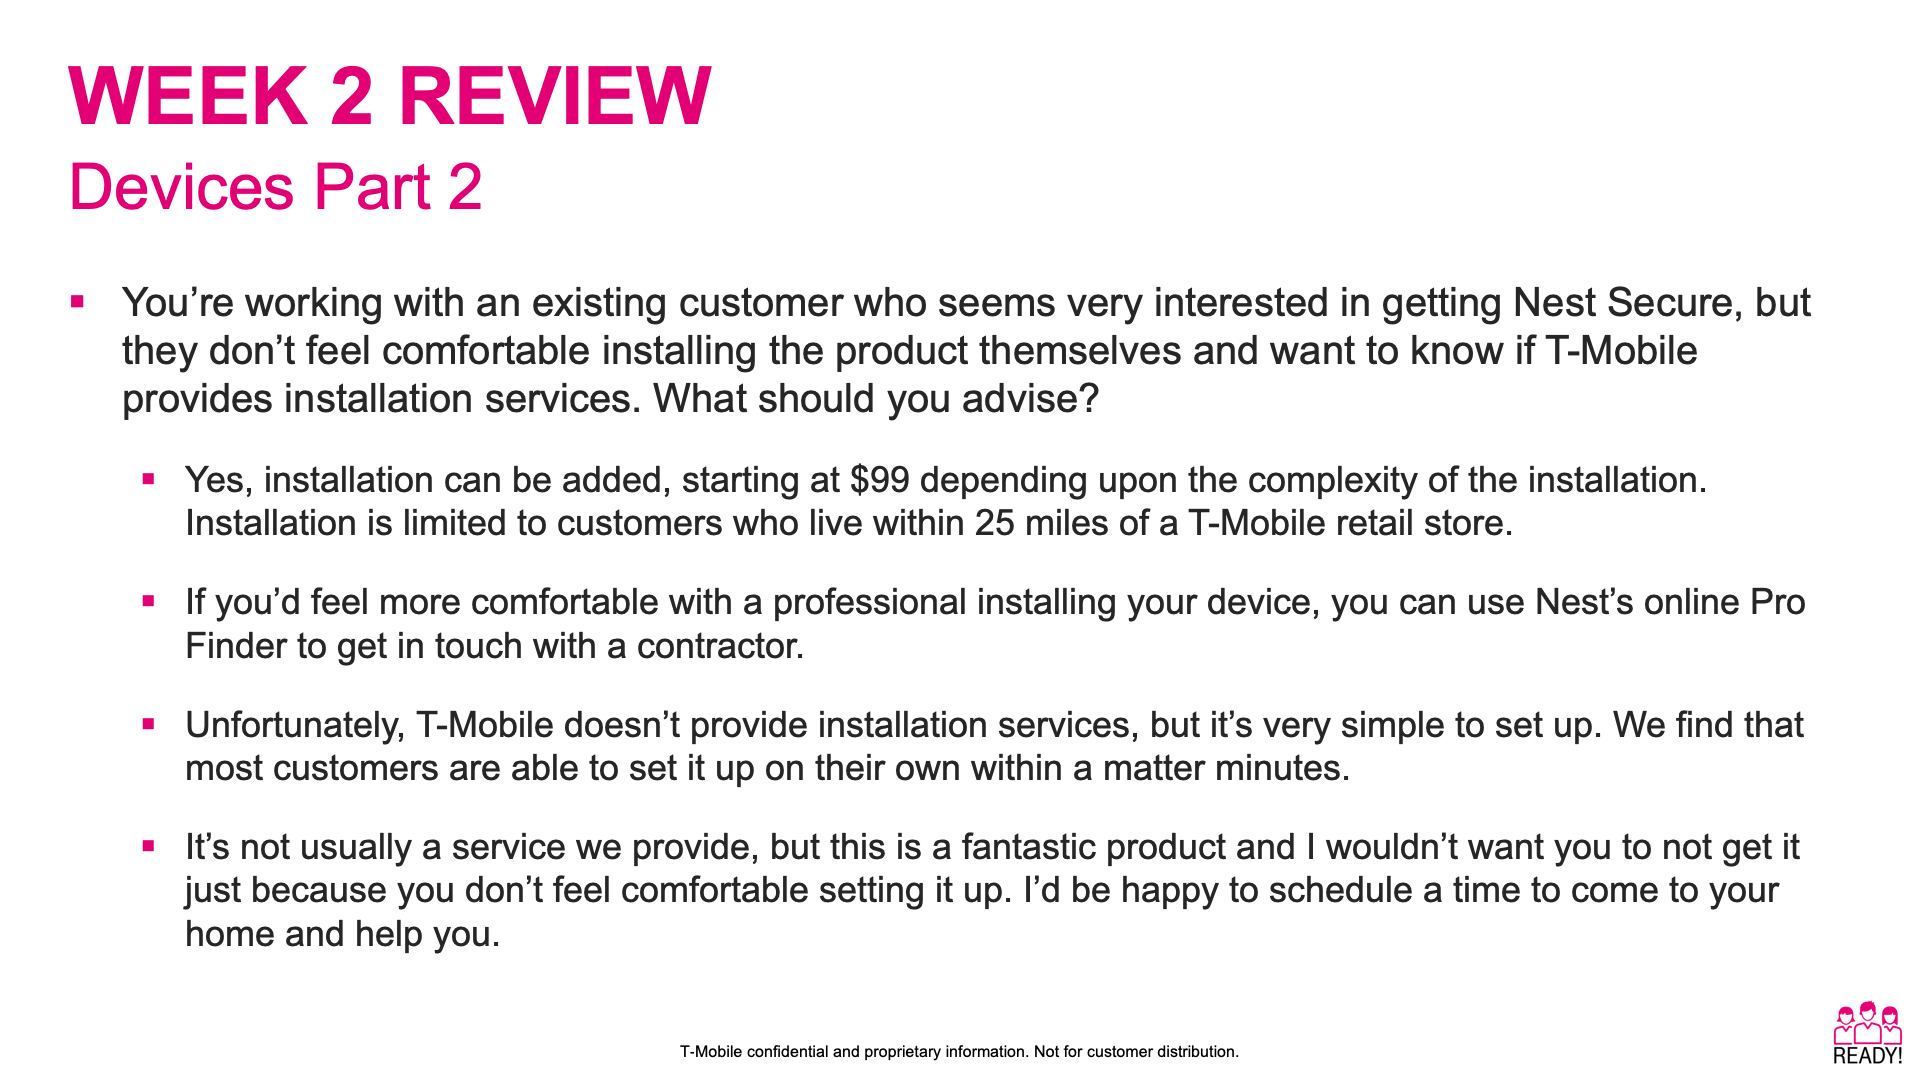 WEEK 2 REVIEW
Devices Part 2
▪ You’re working with an existing customer who seems very interested in getting Nest Secure, but
they don’t feel comfortable installing the product themselves and want to know if T-Mobile
provides installation services. What should you advise?
▪ Yes, installation can be added, starting at $99 depending upon the complexity of the installation.
Installation is limited to customers who live within 25 miles of a T-Mobile retail store.
▪ If you’d feel more comfortable with a professional installing your device, you can use Nest’s online Pro
Finder to get in touch with a contractor.
▪ Unfortunately, T-Mobile doesn’t provide installation services, but it’s very simple to set up. We find that
most customers are able to set it up on their own within a matter minutes.
▪ It’s not usually a service we provide, but this is a fantastic product and I wouldn’t want you to not get it
just because you don’t feel comfortable setting it up. I’d be happy to schedule a time to come to your
home and help you.
T-Mobile confidential and proprietary information. Not for customer distribution.
READY!